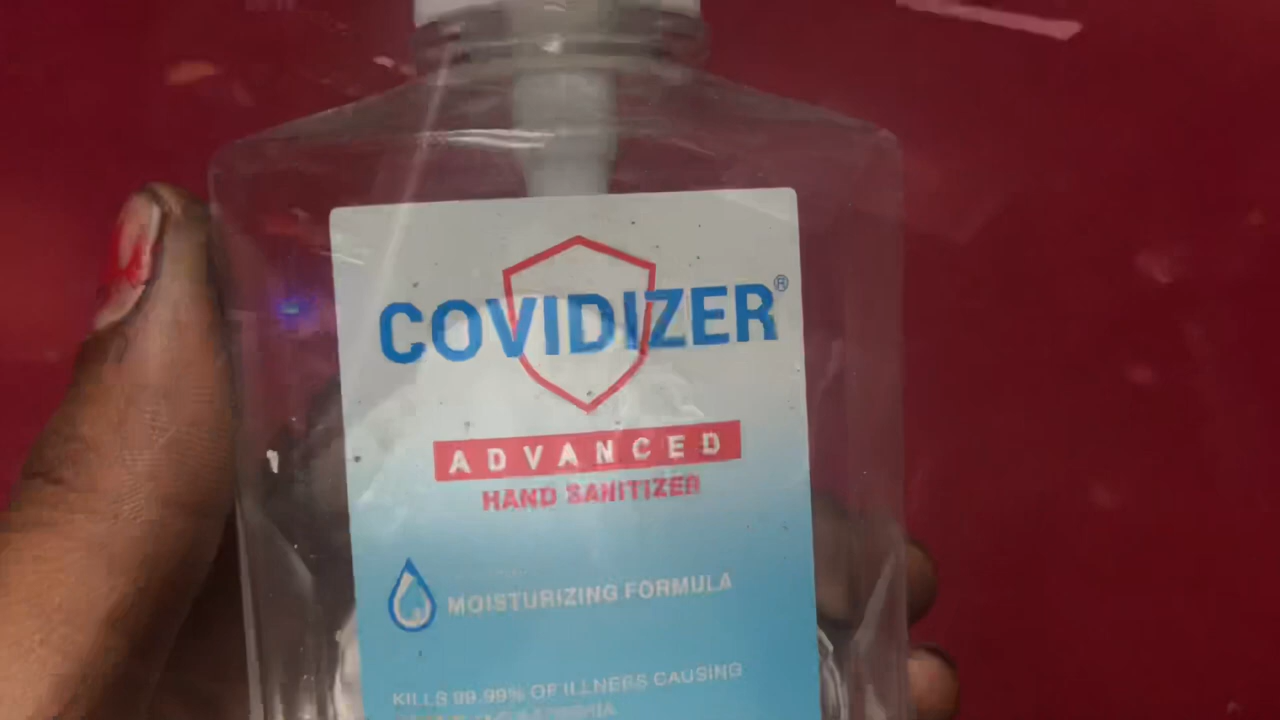 COVIDIZER®
ADVANCED
HAND SANITIZER
MOISTURIZING FORMULA
KILLS 99.99% OF ILLNESS CAUSING